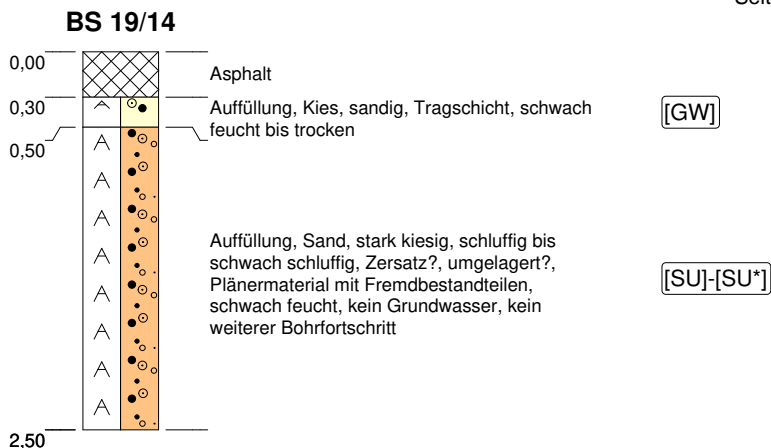 Seit
BS 19/14
0,00
Asphalt
0,30
Auffüllung, Kies, sandig, Tragschicht, schwach
feucht bis trocken
[GW]
0,50
Auffüllung, Sand, stark kiesig, schluffig bis
schwach schluffig, Zersatz?, umgelagert?,
Plänermaterial mit Fremdbestandteilen,
schwach feucht, kein Grundwasser, kein
weiterer Bohrfortschritt
[SU]-[SU*]
2,50